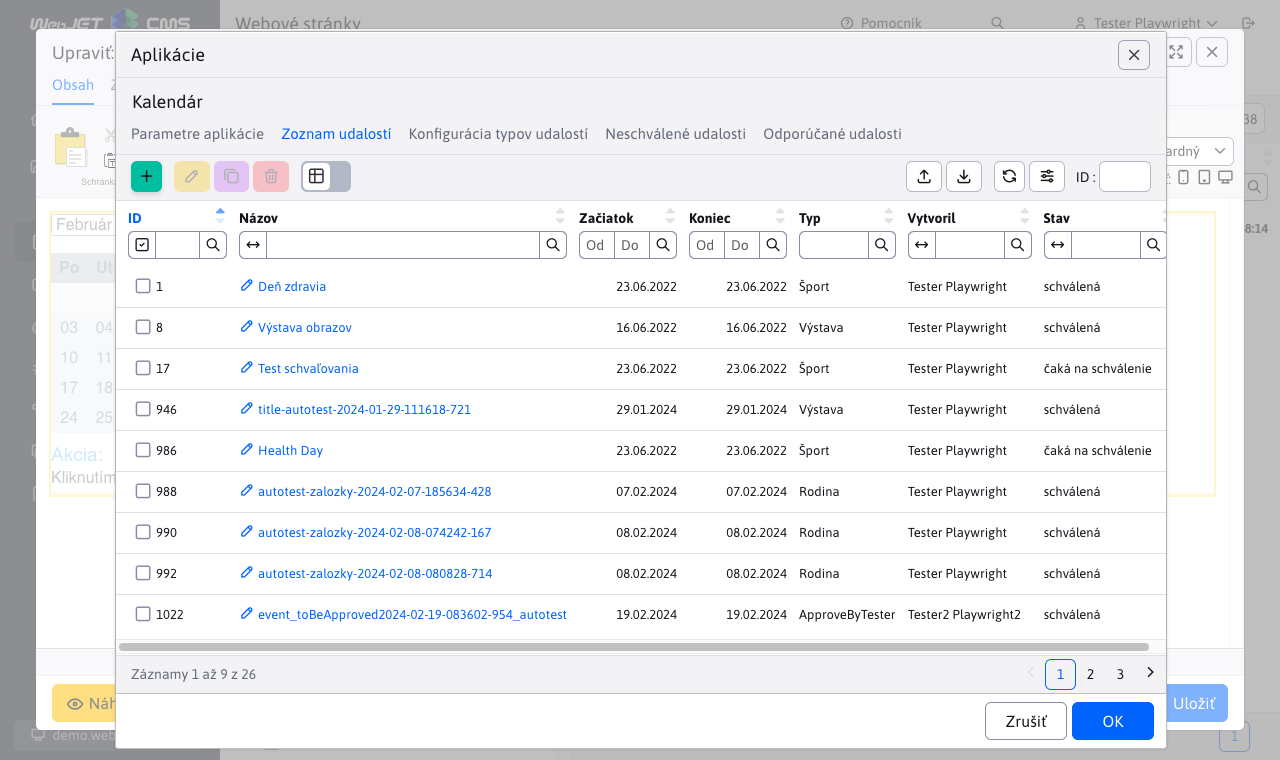 WebJET CMS
Webové stránky
Pomocník
Tester Playwright
Upraviť:
Obsah
Aplikácie
Kalendár
Parametre aplikácie Zoznam udalostí Konfigurácia typov udalostí Neschválené udalosti Odporúčané udalosti
ID :
ID Názov Začiatok Koniec Typ Vytvoril Stav
Od Do Od Do
1 Deň zdravia 23.06.2022 23.06.2022 Šport Tester Playwright schválená
8 Výstava obrazov 16.06.2022 16.06.2022 Výstava Tester Playwright schválená
17 Test schvaľovania 23.06.2022 23.06.2022 Šport Tester Playwright čaká na schválenie
946 title-autotest-2024-01-29-111618-721 29.01.2024 29.01.2024 Výstava Tester Playwright schválená
986 Health Day 23.06.2022 23.06.2022 Šport Tester Playwright čaká na schválenie
988 autotest-zalozky-2024-02-07-185634-428 07.02.2024 07.02.2024 Rodina Tester Playwright schválená
990 autotest-zalozky-2024-02-08-074242-167 08.02.2024 08.02.2024 Rodina Tester Playwright schválená
992 autotest-zalozky-2024-02-08-080828-714 08.02.2024 08.02.2024 Rodina Tester Playwright schválená
1022 event_toBeApproved2024-02-19-083602-954_autotest 19.02.2024 19.02.2024 ApproveByTester Tester2 Playwright2 schválená
Záznamy 1 až 9 z 26
1 2 3
Zrušiť OK
Február
Po Ut
03 04
10 11
17 18
24 25
Akcia:
Kliknutím
38
8:14
Uložiť
1